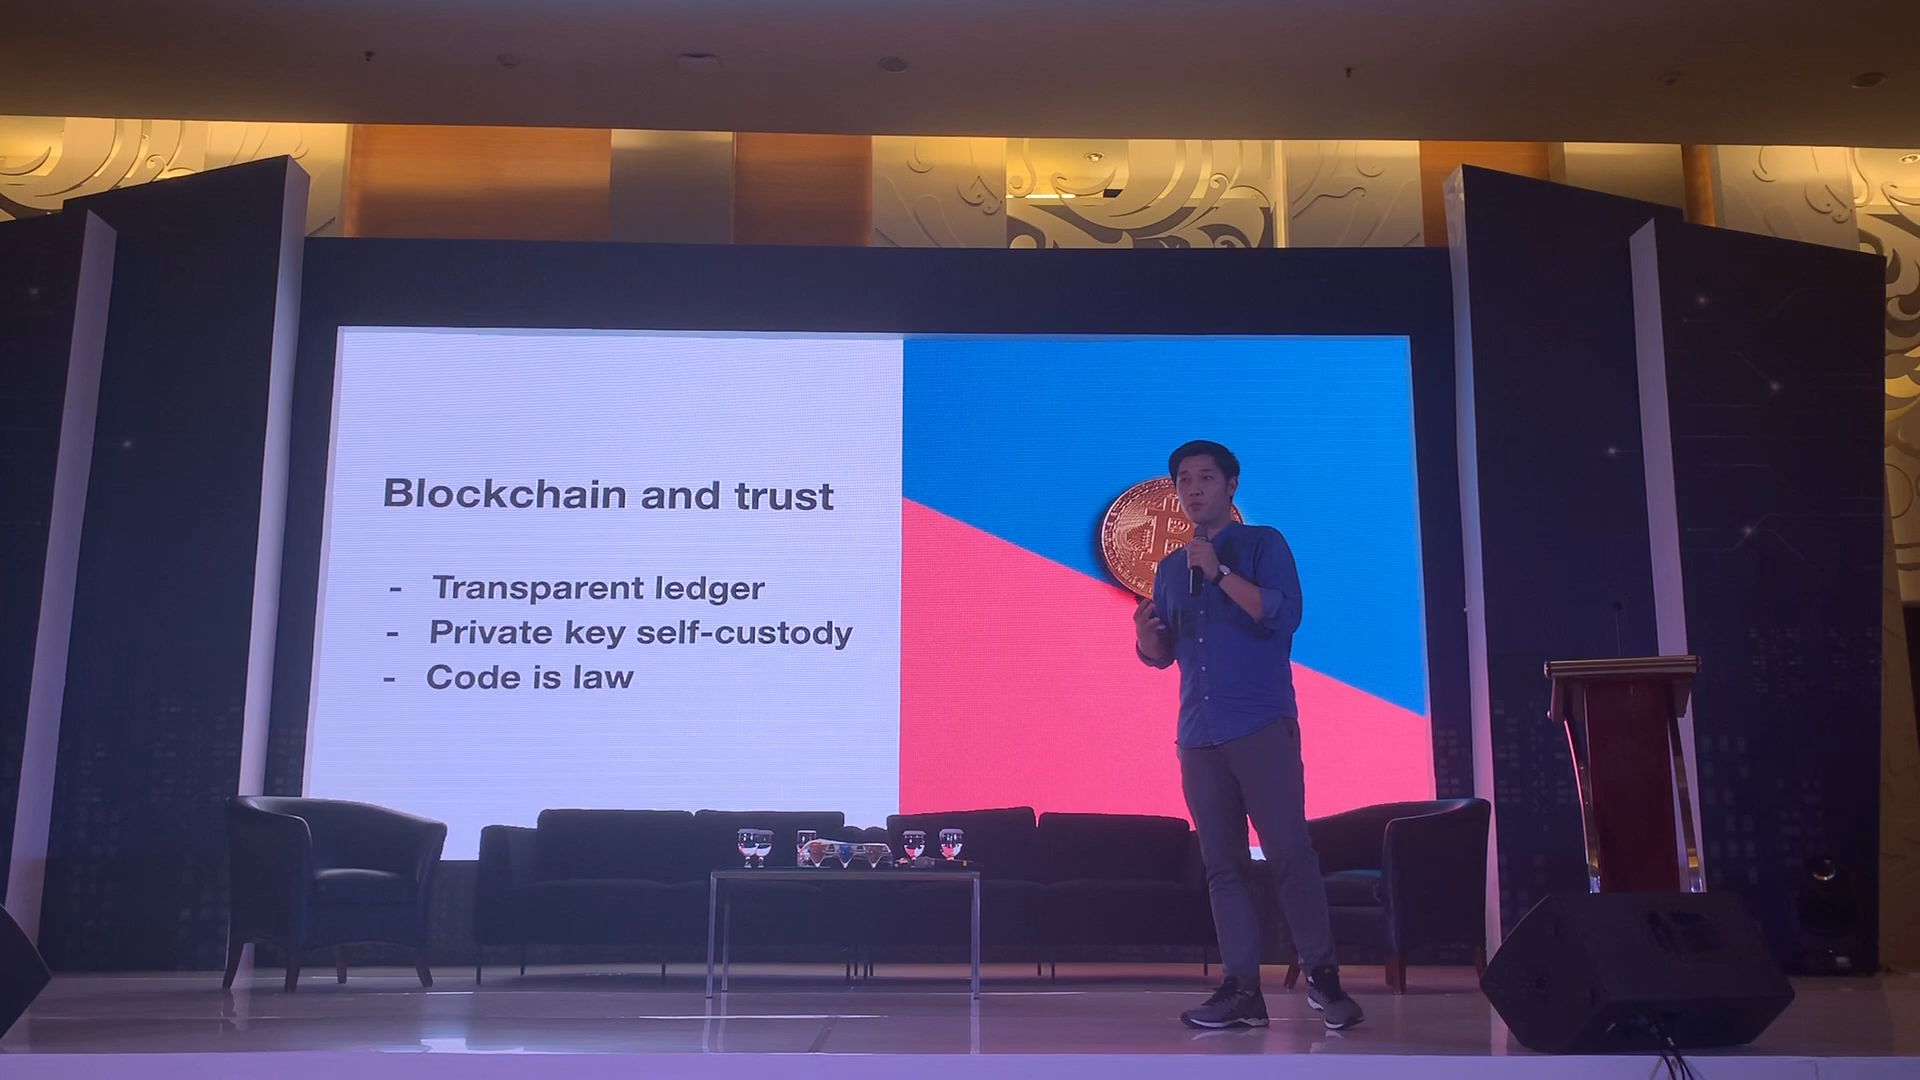 Blockchain and trust
- Transparent ledger
- Private key self-custody
- Code is law